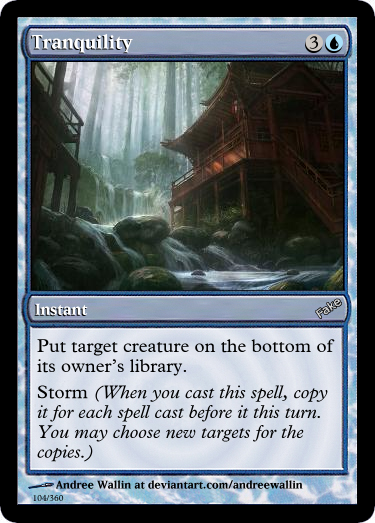 Tranquility 3
Instant
Fake
Put target creature on the bottom of
its owner's library.
Storm (When you cast this spell, copy
it for each spell cast before it this turn.
You may choose new targets for the
copies.)
Andree Wallin at deviantart.com/andreewallin
104/360